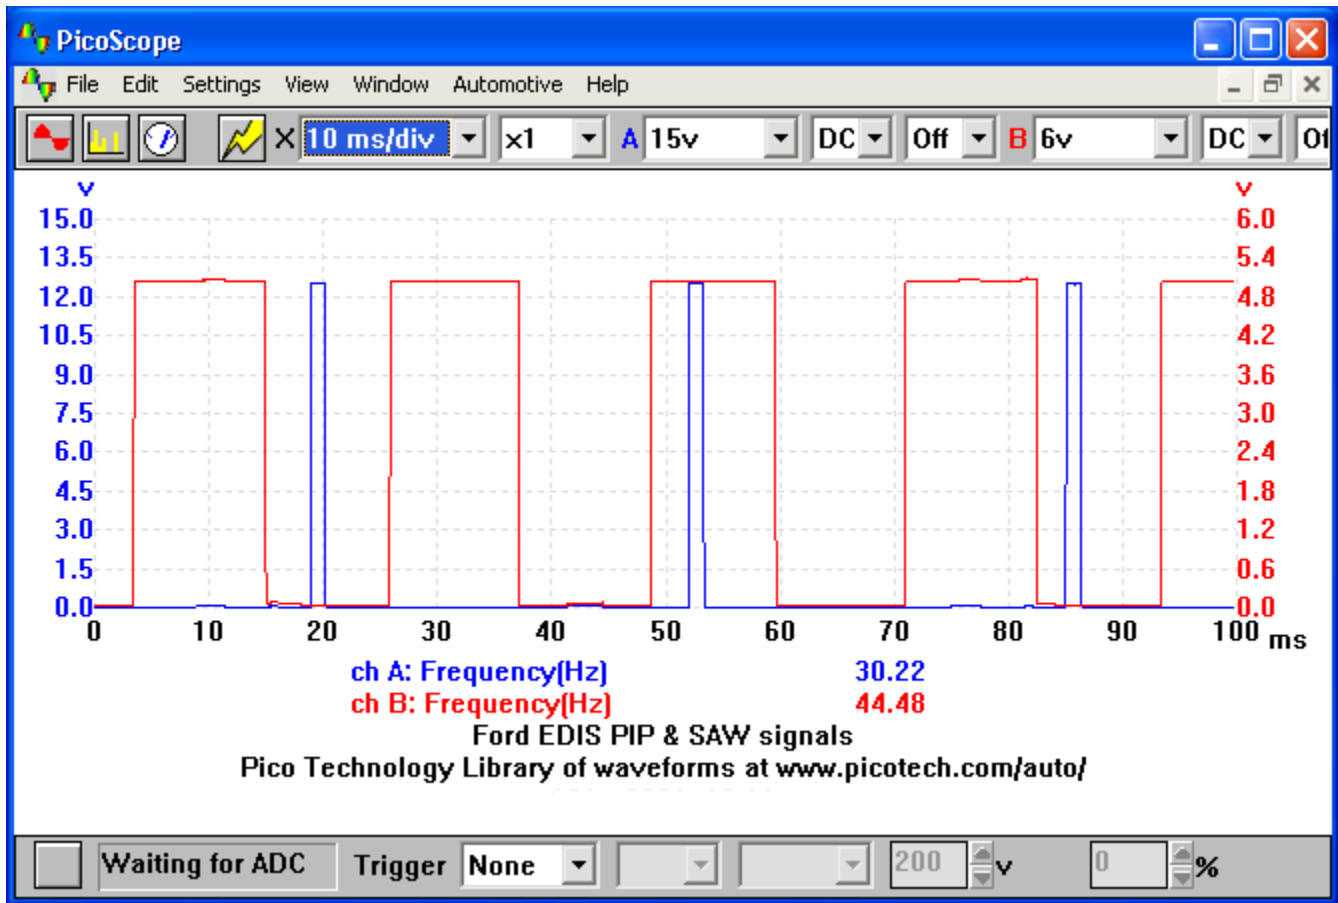 PicoScope
File Edit Settings View Window Automotive Help
X 10 ms/div x1 A 15v DC Off B 6v DC
v v
15.0 6.0
13.5 5.4
12.0 4.8
10.5 4.2
9.0 3.6
7.5 3.0
6.0 2.4
4.5 1.8
3.0 1.2
1.5 0.6
0.0 0.0
0 10 20 30 40 50 60 70 80 90 100 ms
ch A: Frequency(Hz) 30.22
ch B: Frequency(Hz) 44.48
Ford EDIS PIP & SAW signals
Pico Technology Library of waveforms at www.picotech.com/auto/
Waiting for ADC Trigger None 200 v 0 %